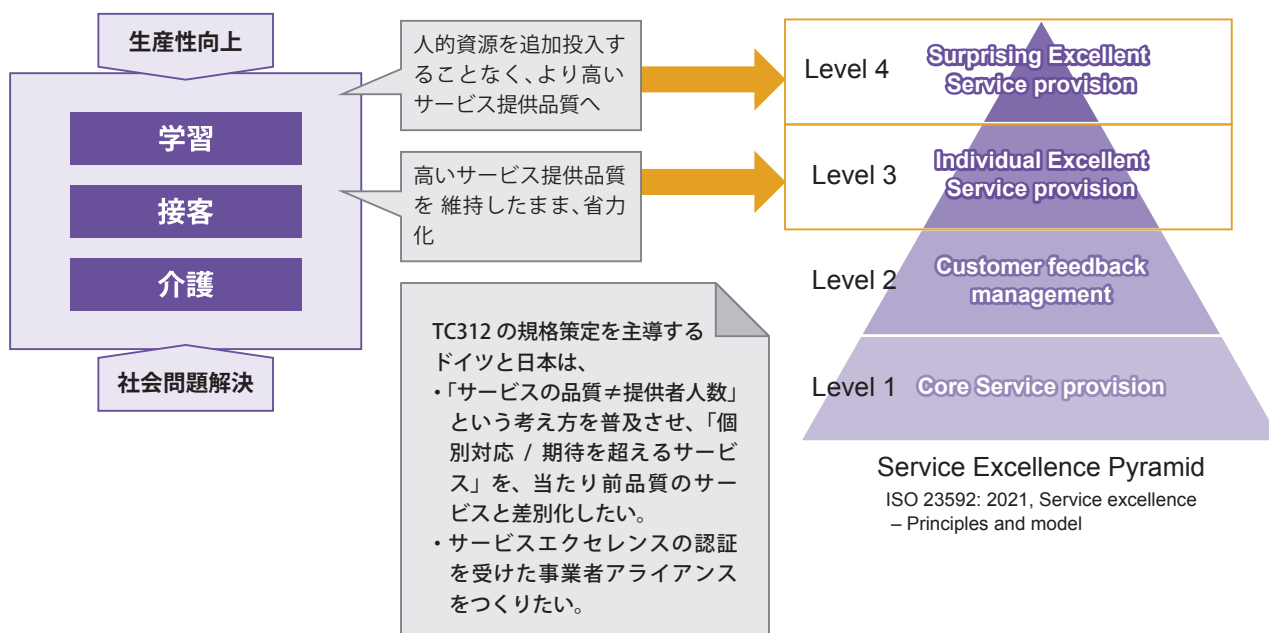 生産性向上
学習
接客
介護
社会問題解決
人的資源を追加投入す
ることなく、より高い
サービス提供品質へ
高いサービス提供品質
を 維持したまま、省力
化
TC312 の規格策定を主導する
ドイツと日本は、
・「サービスの品質≠提供者人数」
という考え方を普及させ、「個
別対応 / 期待を超えるサービ
ス」を、当たり前品質のサー
ビスと差別化したい。
・サービスエクセレンスの認証
を受けた事業者アライアンス
をつくりたい。
Level 4
Surprising Excellent
Service provision
Level 3
Individual Excellent
Service provision
Level 2
Customer feedback
management
Level 1
Core Service provision
Service Excellence Pyramid
ISO 23592: 2021, Service excellence
– Principles and model